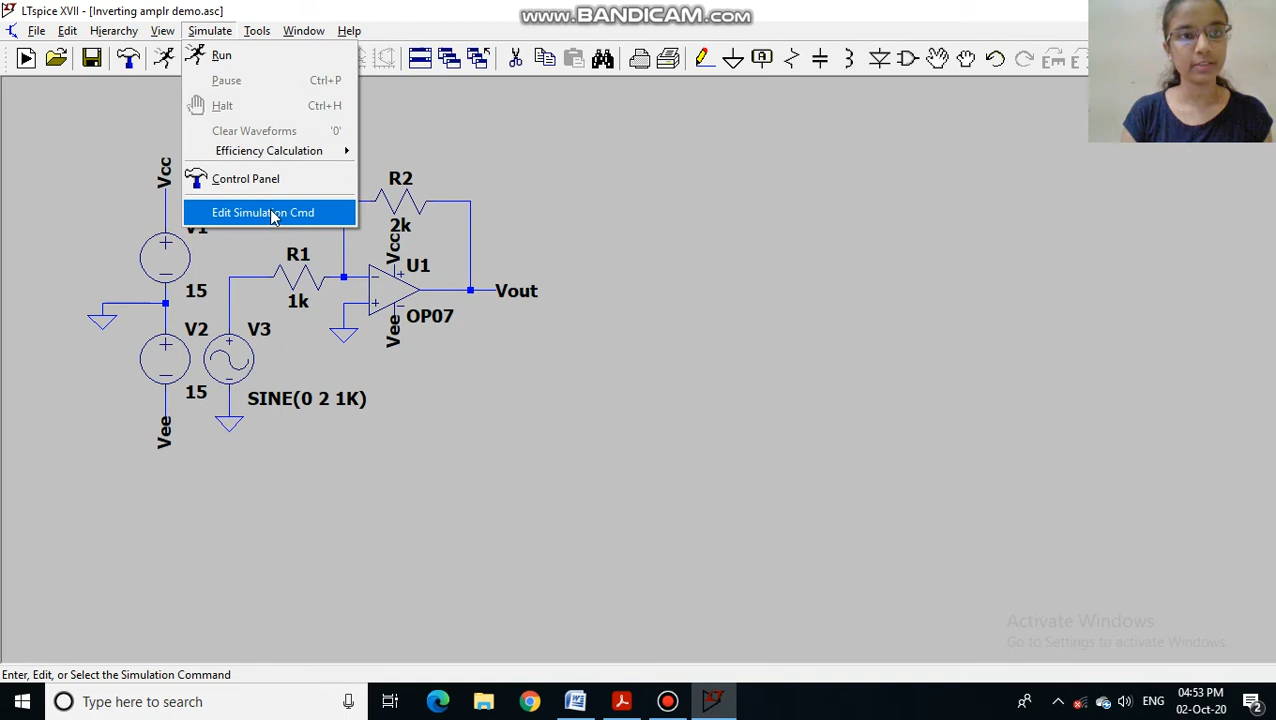 LTspice XVII - [Inverting amplr demo.asc]
www.BANDICAM.com
File Edit Hierarchy View Simulate Tools Window Help
Run
Pause Ctrl+P
Halt Ctrl+H
Clear Waveforms '0'
Efficiency Calculation
Control Panel
Edit Simulation Cmd
Vcc
V1
15
V2
15
Vee
V3
SINE(0 2 1K)
R1
1k
R2
2k
Vcc
U1
OP07
Vee
Vout
Activate Windows
Go to Settings to activate Windows.
Enter, Edit, or Select the Simulation Command
Type here to search
ENG
04:53 PM
02-Oct-20
2